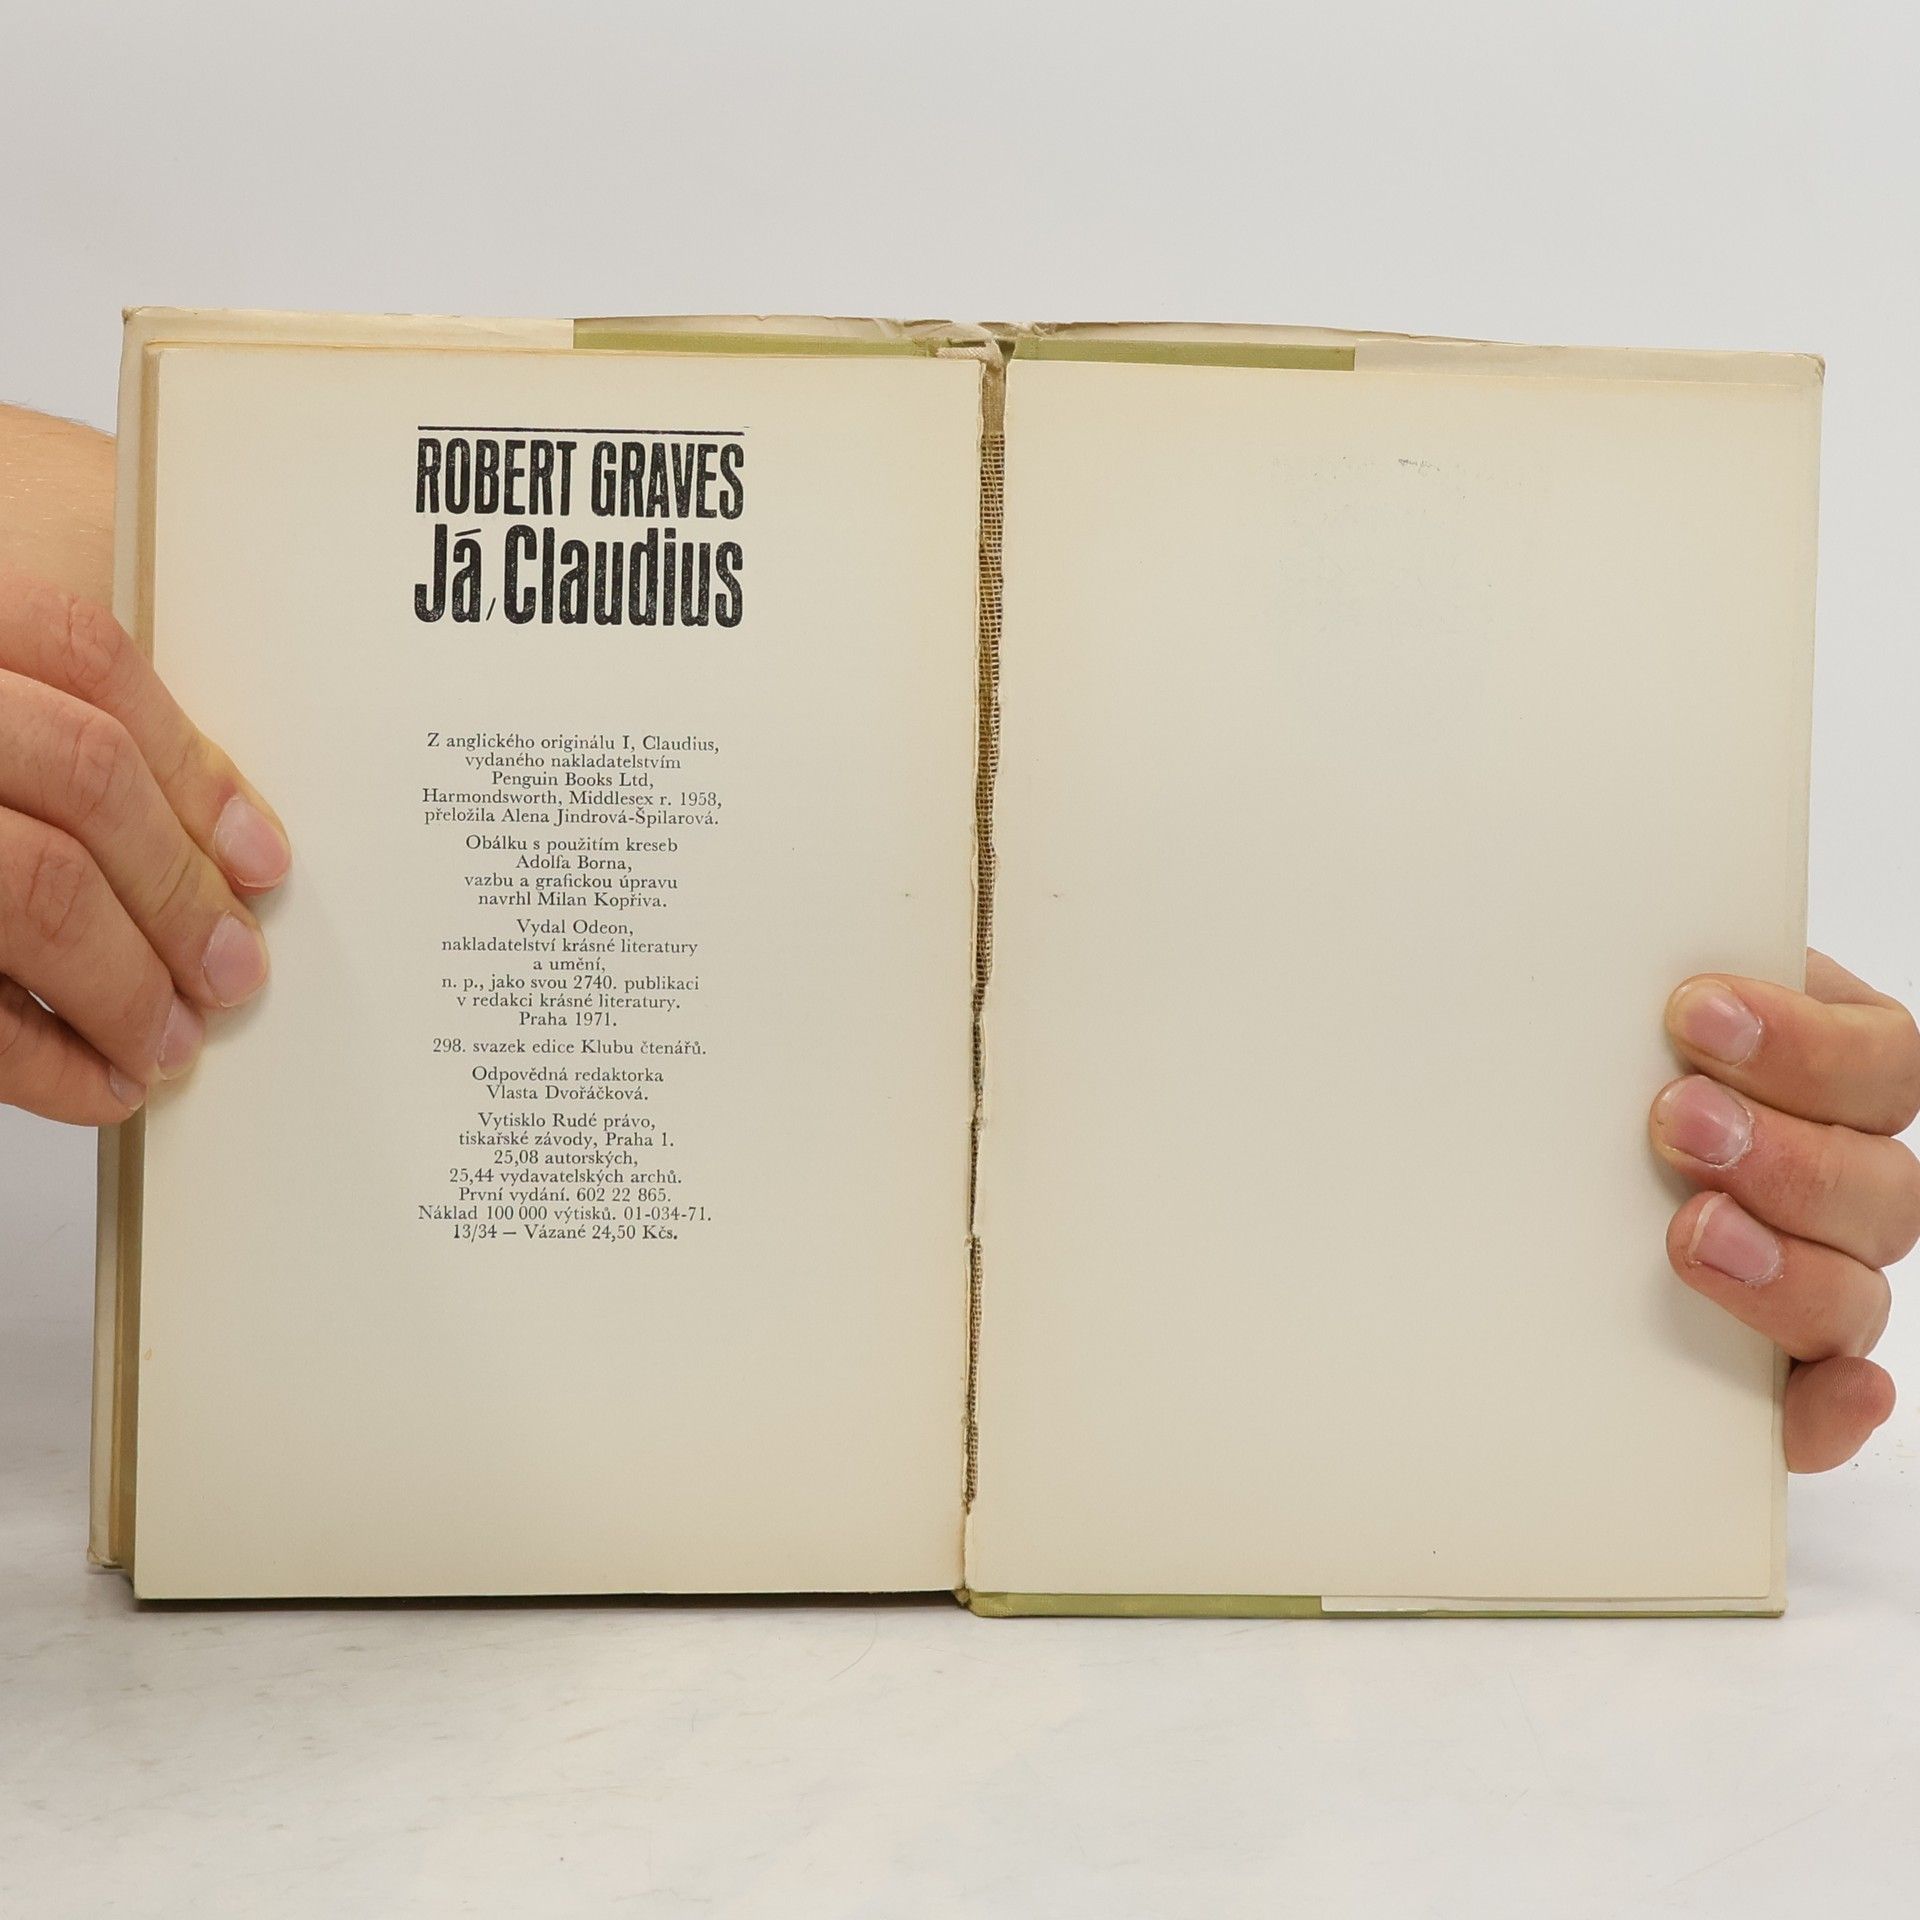 ROBERT GRAVES
Já, Claudius
Z anglického originálu I, Claudius,
vydaného nakladatelstvím
Penguin Books Ltd,
Harmondsworth, Middlesex r. 1958,
přeložila Alena Jindrová-Špilarová.
Obálku s použitím kreseb
Adolfa Borna,
vazbu a grafickou úpravu
navrhl Milan Kopřiva.
Vydal Odeon,
nakladatelství krásné literatury
a umění,
n. p., jako svou 2740. publikaci
v redakci krásné literatury.
Praha 1971.
298. svazek edice Klubu čtenářů.
Odpovědná redaktorka
Vlasta Dvořáčková.
Vytisklo Rudé právo,
tiskařské závody, Praha 1.
25,08 autorských,
25,44 vydavatelských archů.
První vydání. 602 22 865.
Náklad 100 000 výtisků. 01-034-71.
13/34 — Vázané 24,50 Kčs.